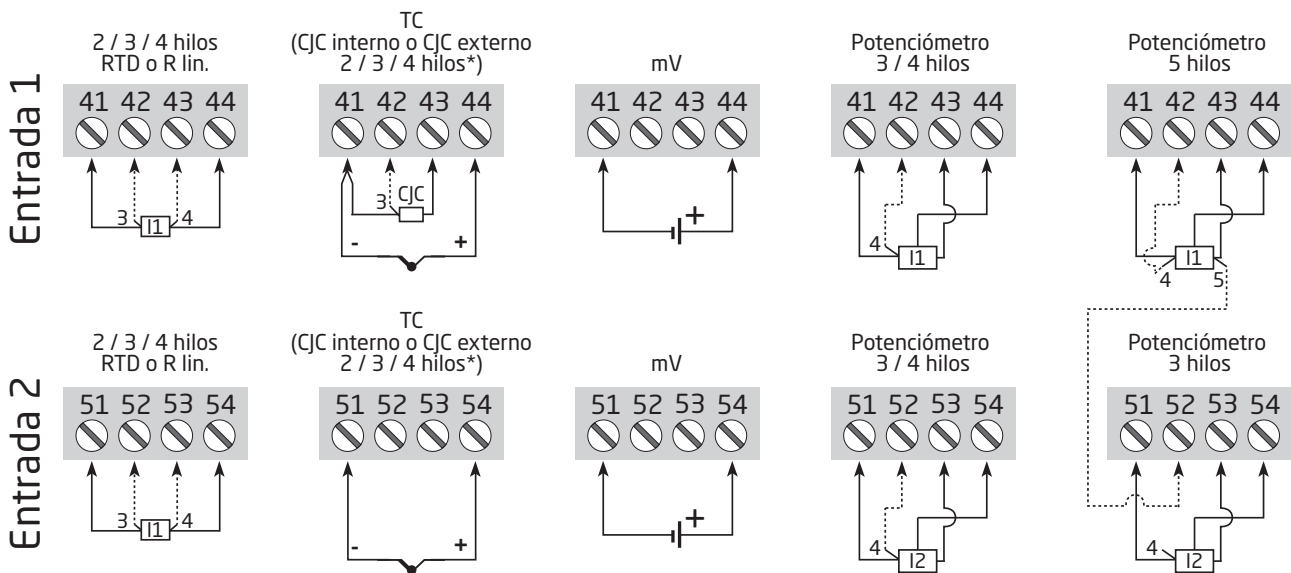 Entrada 1
2 / 3 / 4 hilos
RTD o R lin.
41 42 43 44
3 I1 4
TC
(CJC interno o CJC externo
2 / 3 / 4 hilos*)
41 42 43 44
3 CJC
- +
mV
41 42 43 44
+
Potenciómetro
3 / 4 hilos
41 42 43 44
4 I1
Potenciómetro
5 hilos
41 42 43 44
I1
4 5
Entrada 2
2 / 3 / 4 hilos
RTD o R lin.
51 52 53 54
3 I1 4
TC
(CJC interno o CJC externo
2 / 3 / 4 hilos*)
51 52 53 54
- +
mV
51 52 53 54
+
Potenciómetro
3 / 4 hilos
51 52 53 54
4 I2
Potenciómetro
3 hilos
51 52 53 54
4 I2